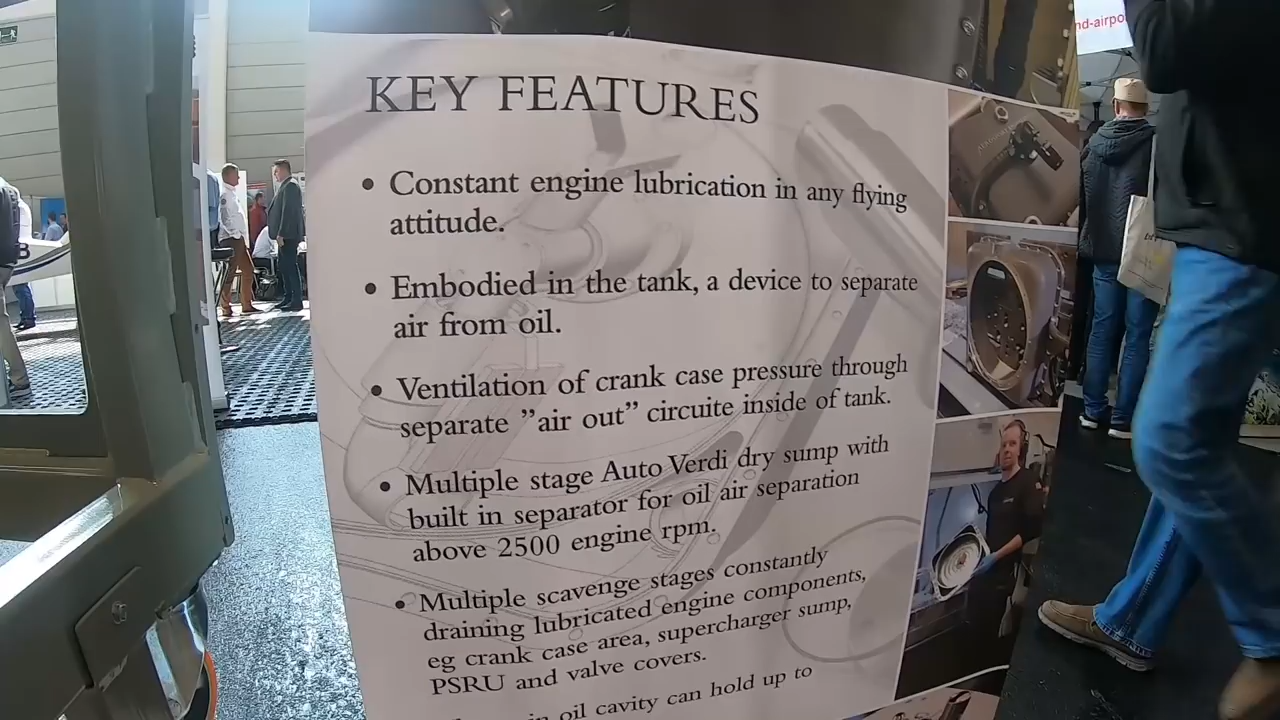 nd-airpo
KEY FEATURES
• Constant engine lubrication in any flying
attitude.
• Embodied in the tank, a device to separate
air from oil.
• Ventilation of crank case pressure through
separate ”air out” circuite inside of tank.
• Multiple stage Auto Verdi dry sump with
built in separator for oil air separation
above 2500 engine rpm.
• Multiple scavenge stages constantly
draining lubricated engine components,
eg crank case area, supercharger sump,
PSRU and valve covers.
oil cavity can hold up to